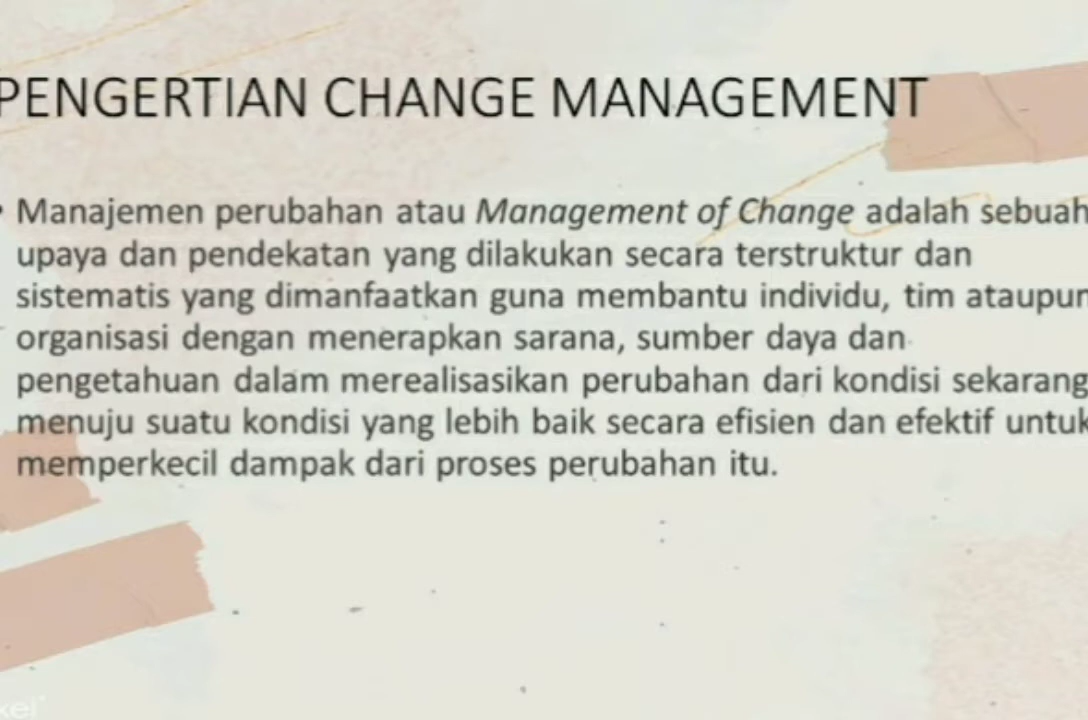 PENGERTIAN CHANGE MANAGEMENT
Manajemen perubahan atau Management of Change adalah sebuah
upaya dan pendekatan yang dilakukan secara terstruktur dan
sistematis yang dimanfaatkan guna membantu individu, tim ataupun
organisasi dengan menerapkan sarana, sumber daya dan
pengetahuan dalam merealisasikan perubahan dari kondisi sekarang
menuju suatu kondisi yang lebih baik secara efisien dan efektif untuk
memperkecil dampak dari proses perubahan itu.